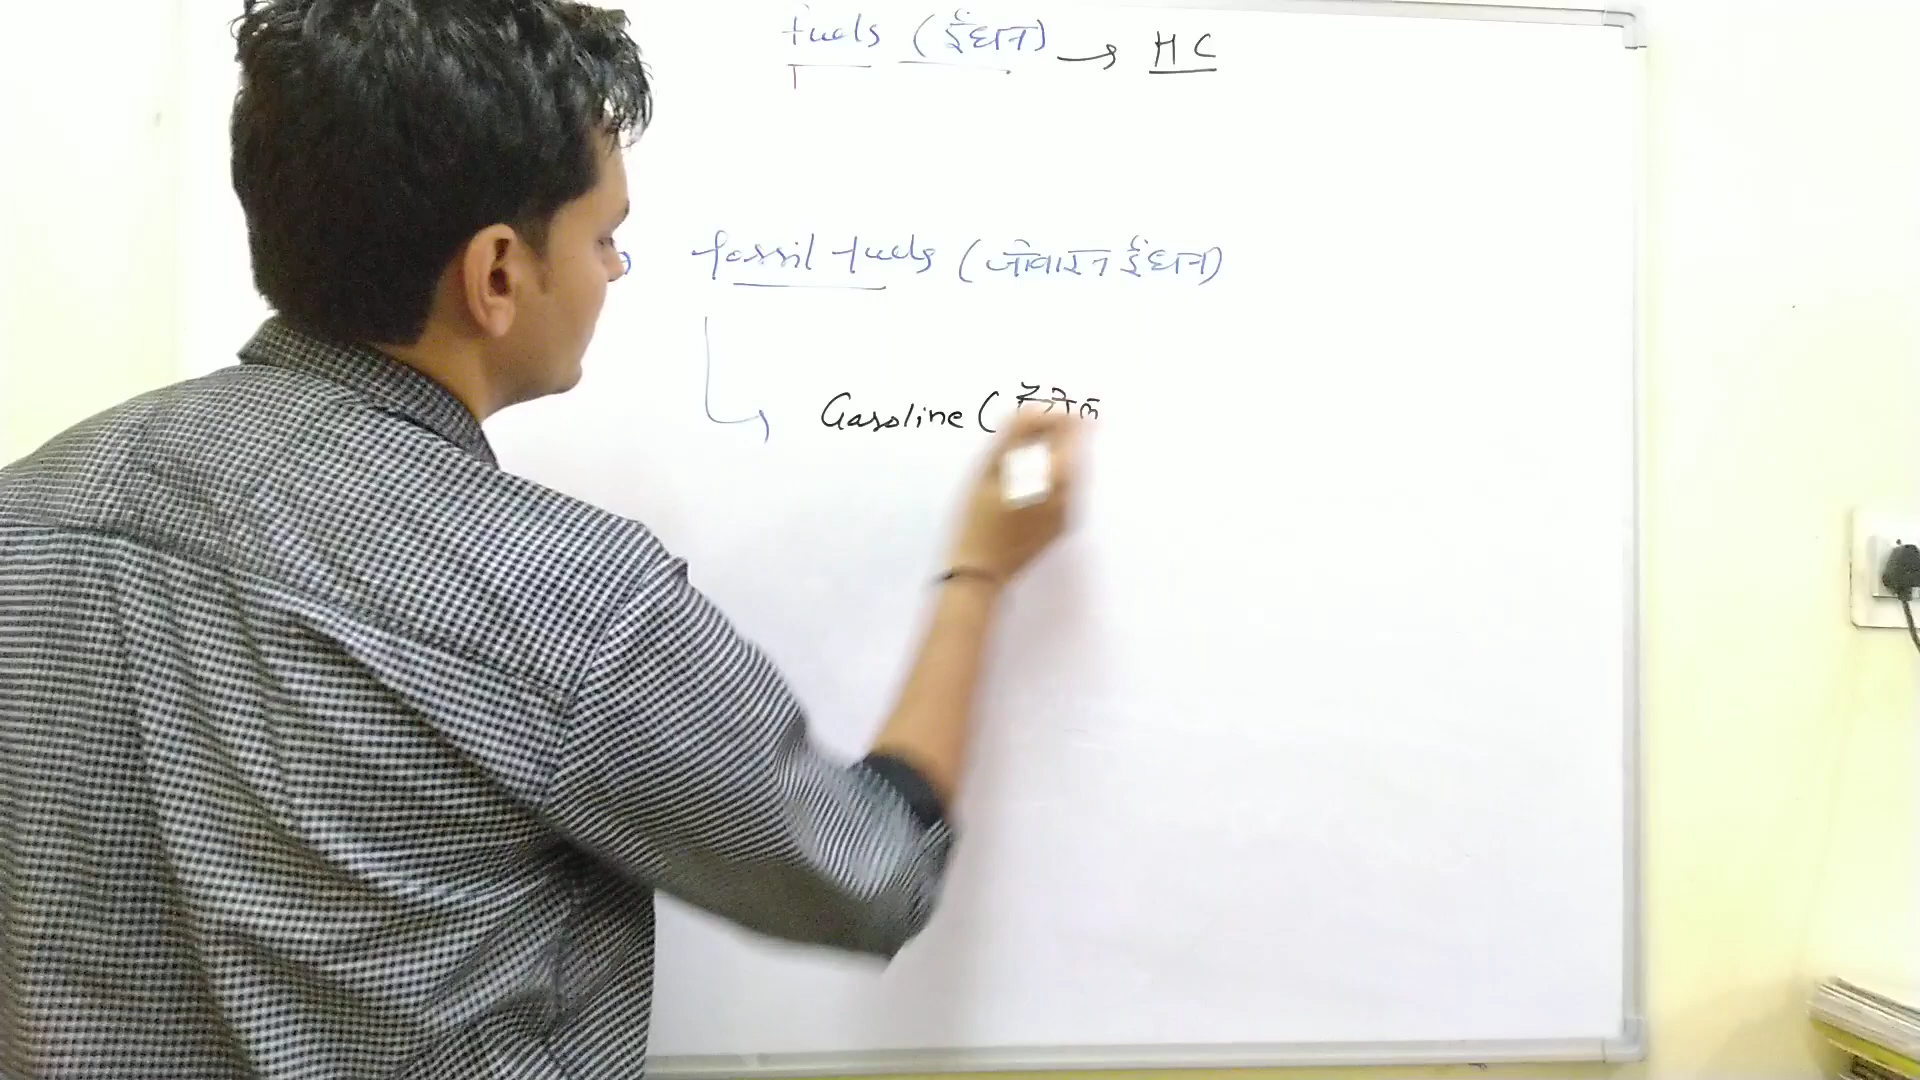 fuels (ईंधन) → HC
fossil fuels (जीवाश्म ईंधन)
Gasoline (